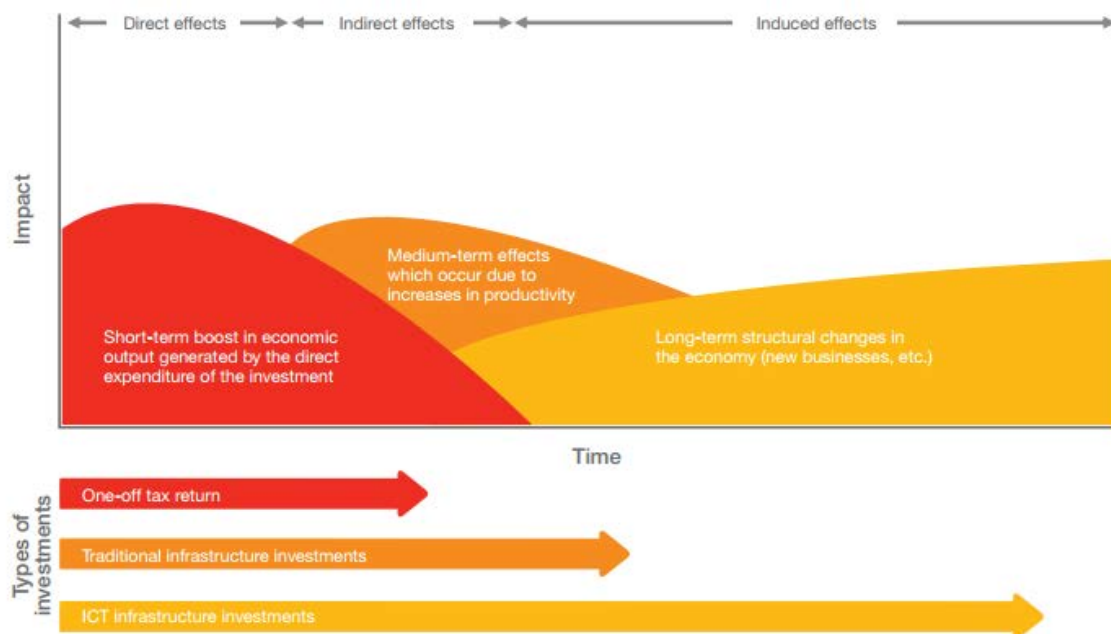 Direct effects
Indirect effects
Induced effects
Impact
Medium-term effects
which occur due to
increases in productivity
Short-term boost in economic
output generated by the direct
expenditure of the investment
Long-term structural changes in
the economy (new businesses, etc.)
Time
Types of
investments
One-off tax return
Traditional infrastructure investments
ICT infrastructure investments